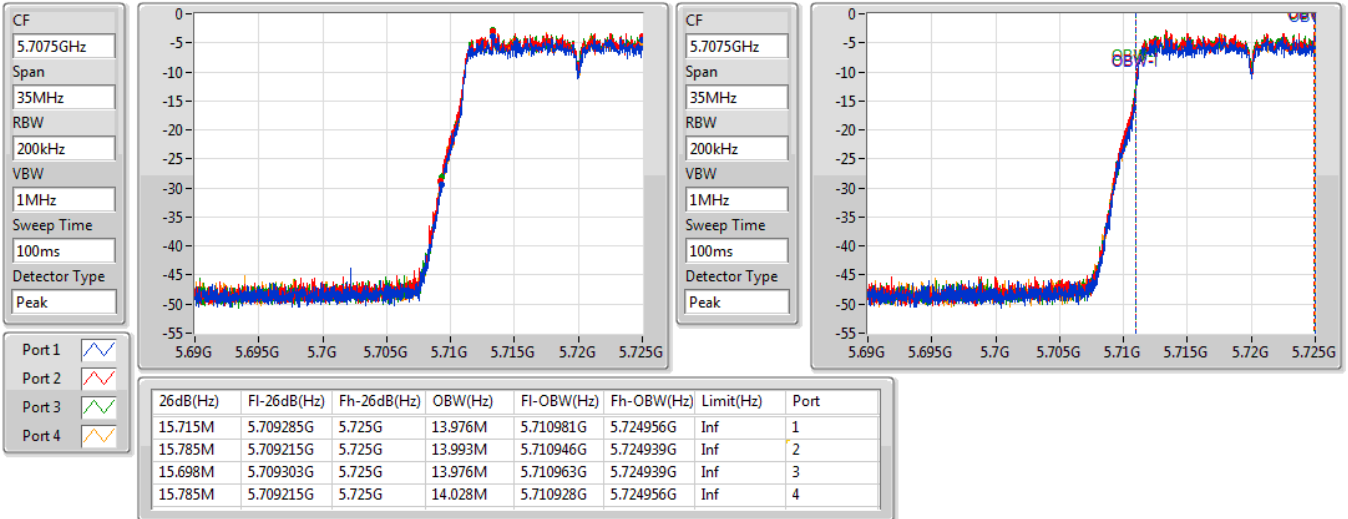 CF
5.7075GHz
Span
35MHz
RBW
200kHz
VBW
1MHz
Sweep Time
100ms
Detector Type
Peak
0
-5
-10
-15
-20
-25
-30
-35
-40
-45
-50
-55
5.69G 5.695G 5.7G 5.705G 5.71G 5.715G 5.72G 5.725G
CF
5.7075GHz
Span
35MHz
RBW
200kHz
VBW
1MHz
Sweep Time
100ms
Detector Type
Peak
0
-5
-10
-15
-20
-25
-30
-35
-40
-45
-50
-55
5.69G 5.695G 5.7G 5.705G 5.71G 5.715G 5.72G 5.725G
Port 1
Port 2
Port 3
Port 4
26dB(Hz) Fl-26dB(Hz) Fh-26dB(Hz) OBW(Hz) Fl-OBW(Hz) Fh-OBW(Hz) Limit(Hz) Port
15.715M 5.709285G 5.725G 13.976M 5.710981G 5.724956G Inf 1
15.785M 5.709215G 5.725G 13.993M 5.710946G 5.724939G Inf 2
15.698M 5.709303G 5.725G 13.976M 5.710963G 5.724939G Inf 3
15.785M 5.709215G 5.725G 14.028M 5.710928G 5.724956G Inf 4